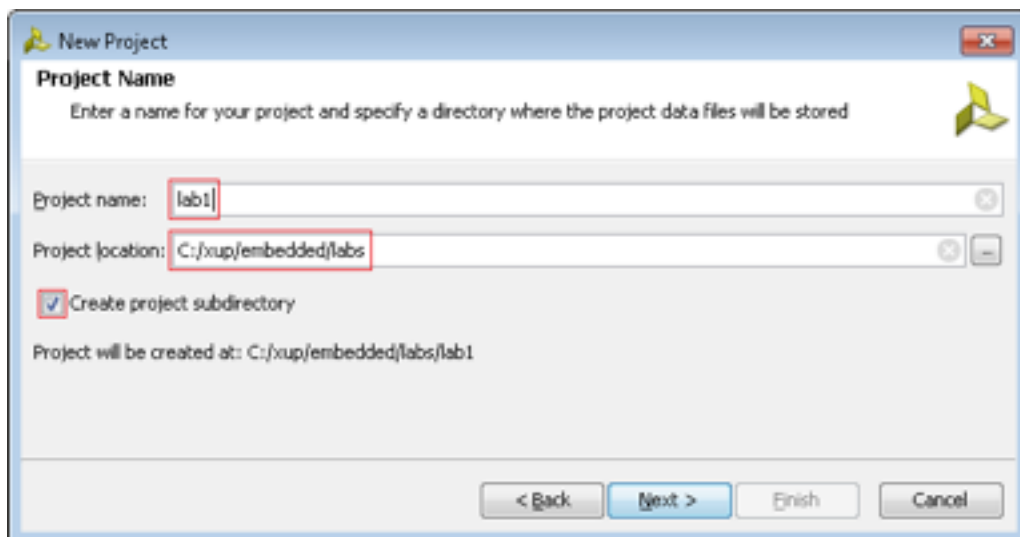 New Project
Project Name
Enter a name for your project and specify a directory where the project data files will be stored
Project name: lab1
Project location: C:/xup/embedded/labs
Create project subdirectory
Project will be created at: C:/xup/embedded/labs/lab1
< Back Next > Finish Cancel